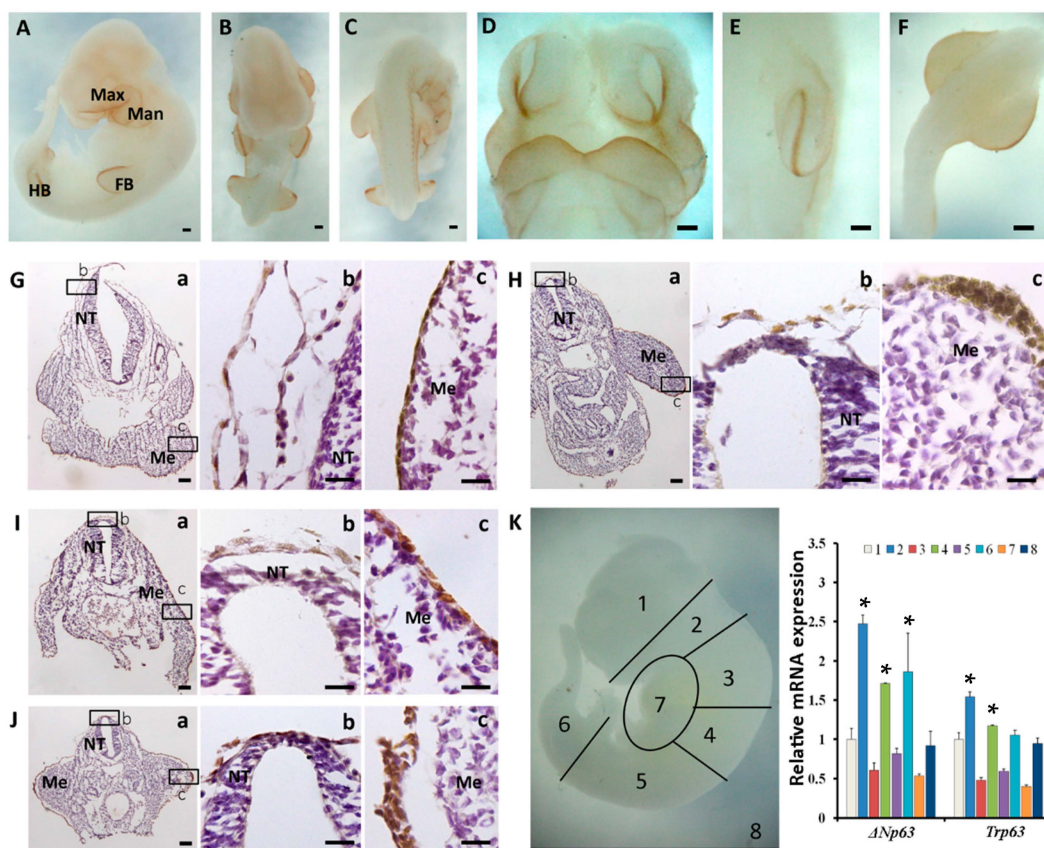 A
B
C
D
E
F
Max
Man
HB
FB
G
a
b
c
b
NT
c
Me
NT
Me
H
a
b
c
b
NT
Me
c
NT
Me
I
a
b
c
b
NT
Me
c
NT
Me
J
a
b
c
b
NT
Me
c
NT
Me
K
1
2
3
7
4
6
5
8
Relative mRNA expression
3.5
3
2.5
2
1.5
1
0.5
0
1 2 3 4 5 6 7 8
*
*
*
*
*
ΔNp63 Trp63